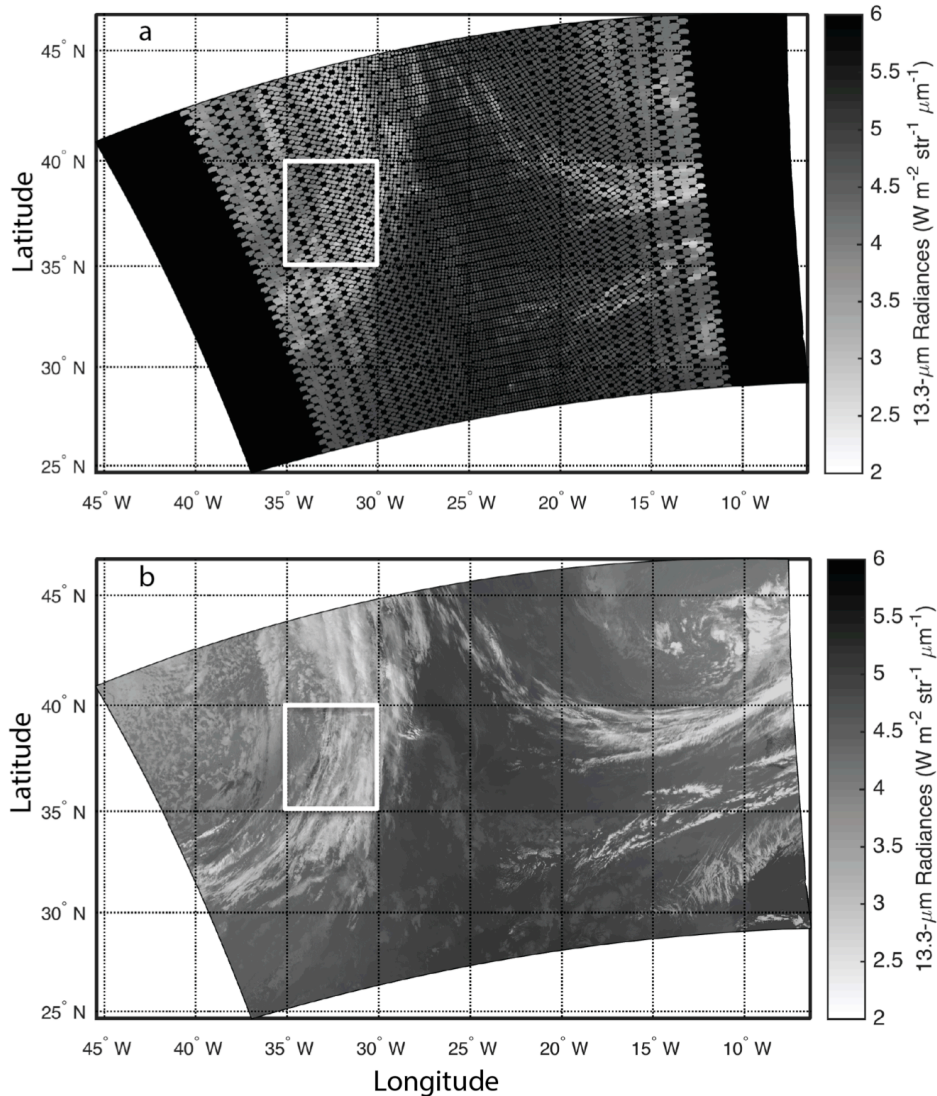 a
Latitude
45° N
40° N
35° N
30° N
25° N
45° W
40° W
35° W
30° W
25° W
20° W
15° W
10° W
6
5.5
5
4.5
4
3.5
3
2.5
2
13.3-μm Radiances (W m⁻² str⁻¹ μm⁻¹)
b
Latitude
45° N
40° N
35° N
30° N
25° N
45° W
40° W
35° W
30° W
25° W
20° W
15° W
10° W
Longitude
6
5.5
5
4.5
4
3.5
3
2.5
2
13.3-μm Radiances (W m⁻² str⁻¹ μm⁻¹)